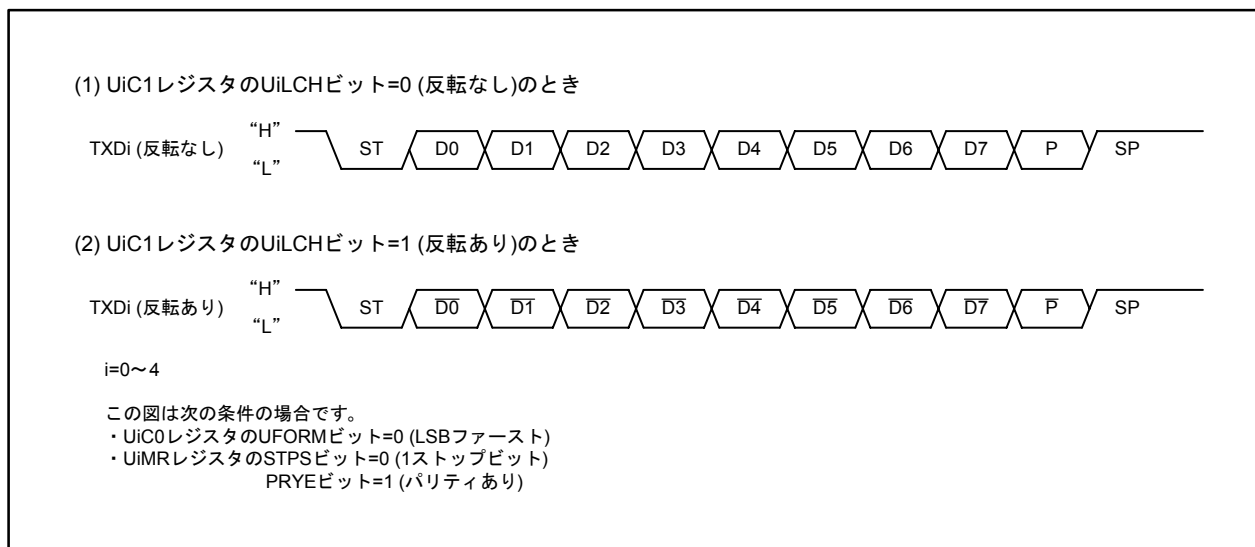 (1) UiC1レジスタのUiLCHビット=0 (反転なし)のとき
“H”
TXDi (反転なし) ST D0 D1 D2 D3 D4 D5 D6 D7 P SP
“L”
(2) UiC1レジスタのUiLCHビット=1 (反転あり)のとき
“H”
TXDi (反転あり) ST D̅0̅ D̅1̅ D̅2̅ D̅3̅ D̅4̅ D̅5̅ D̅6̅ D̅7̅ P̅ SP
“L”
i=0～4
この図は次の条件の場合です。
・UiC0レジスタのUFORMビット=0 (LSBファースト)
・UiMRレジスタのSTPSビット=0 (1ストップビット)
PRYEビット=1 (パリティあり)